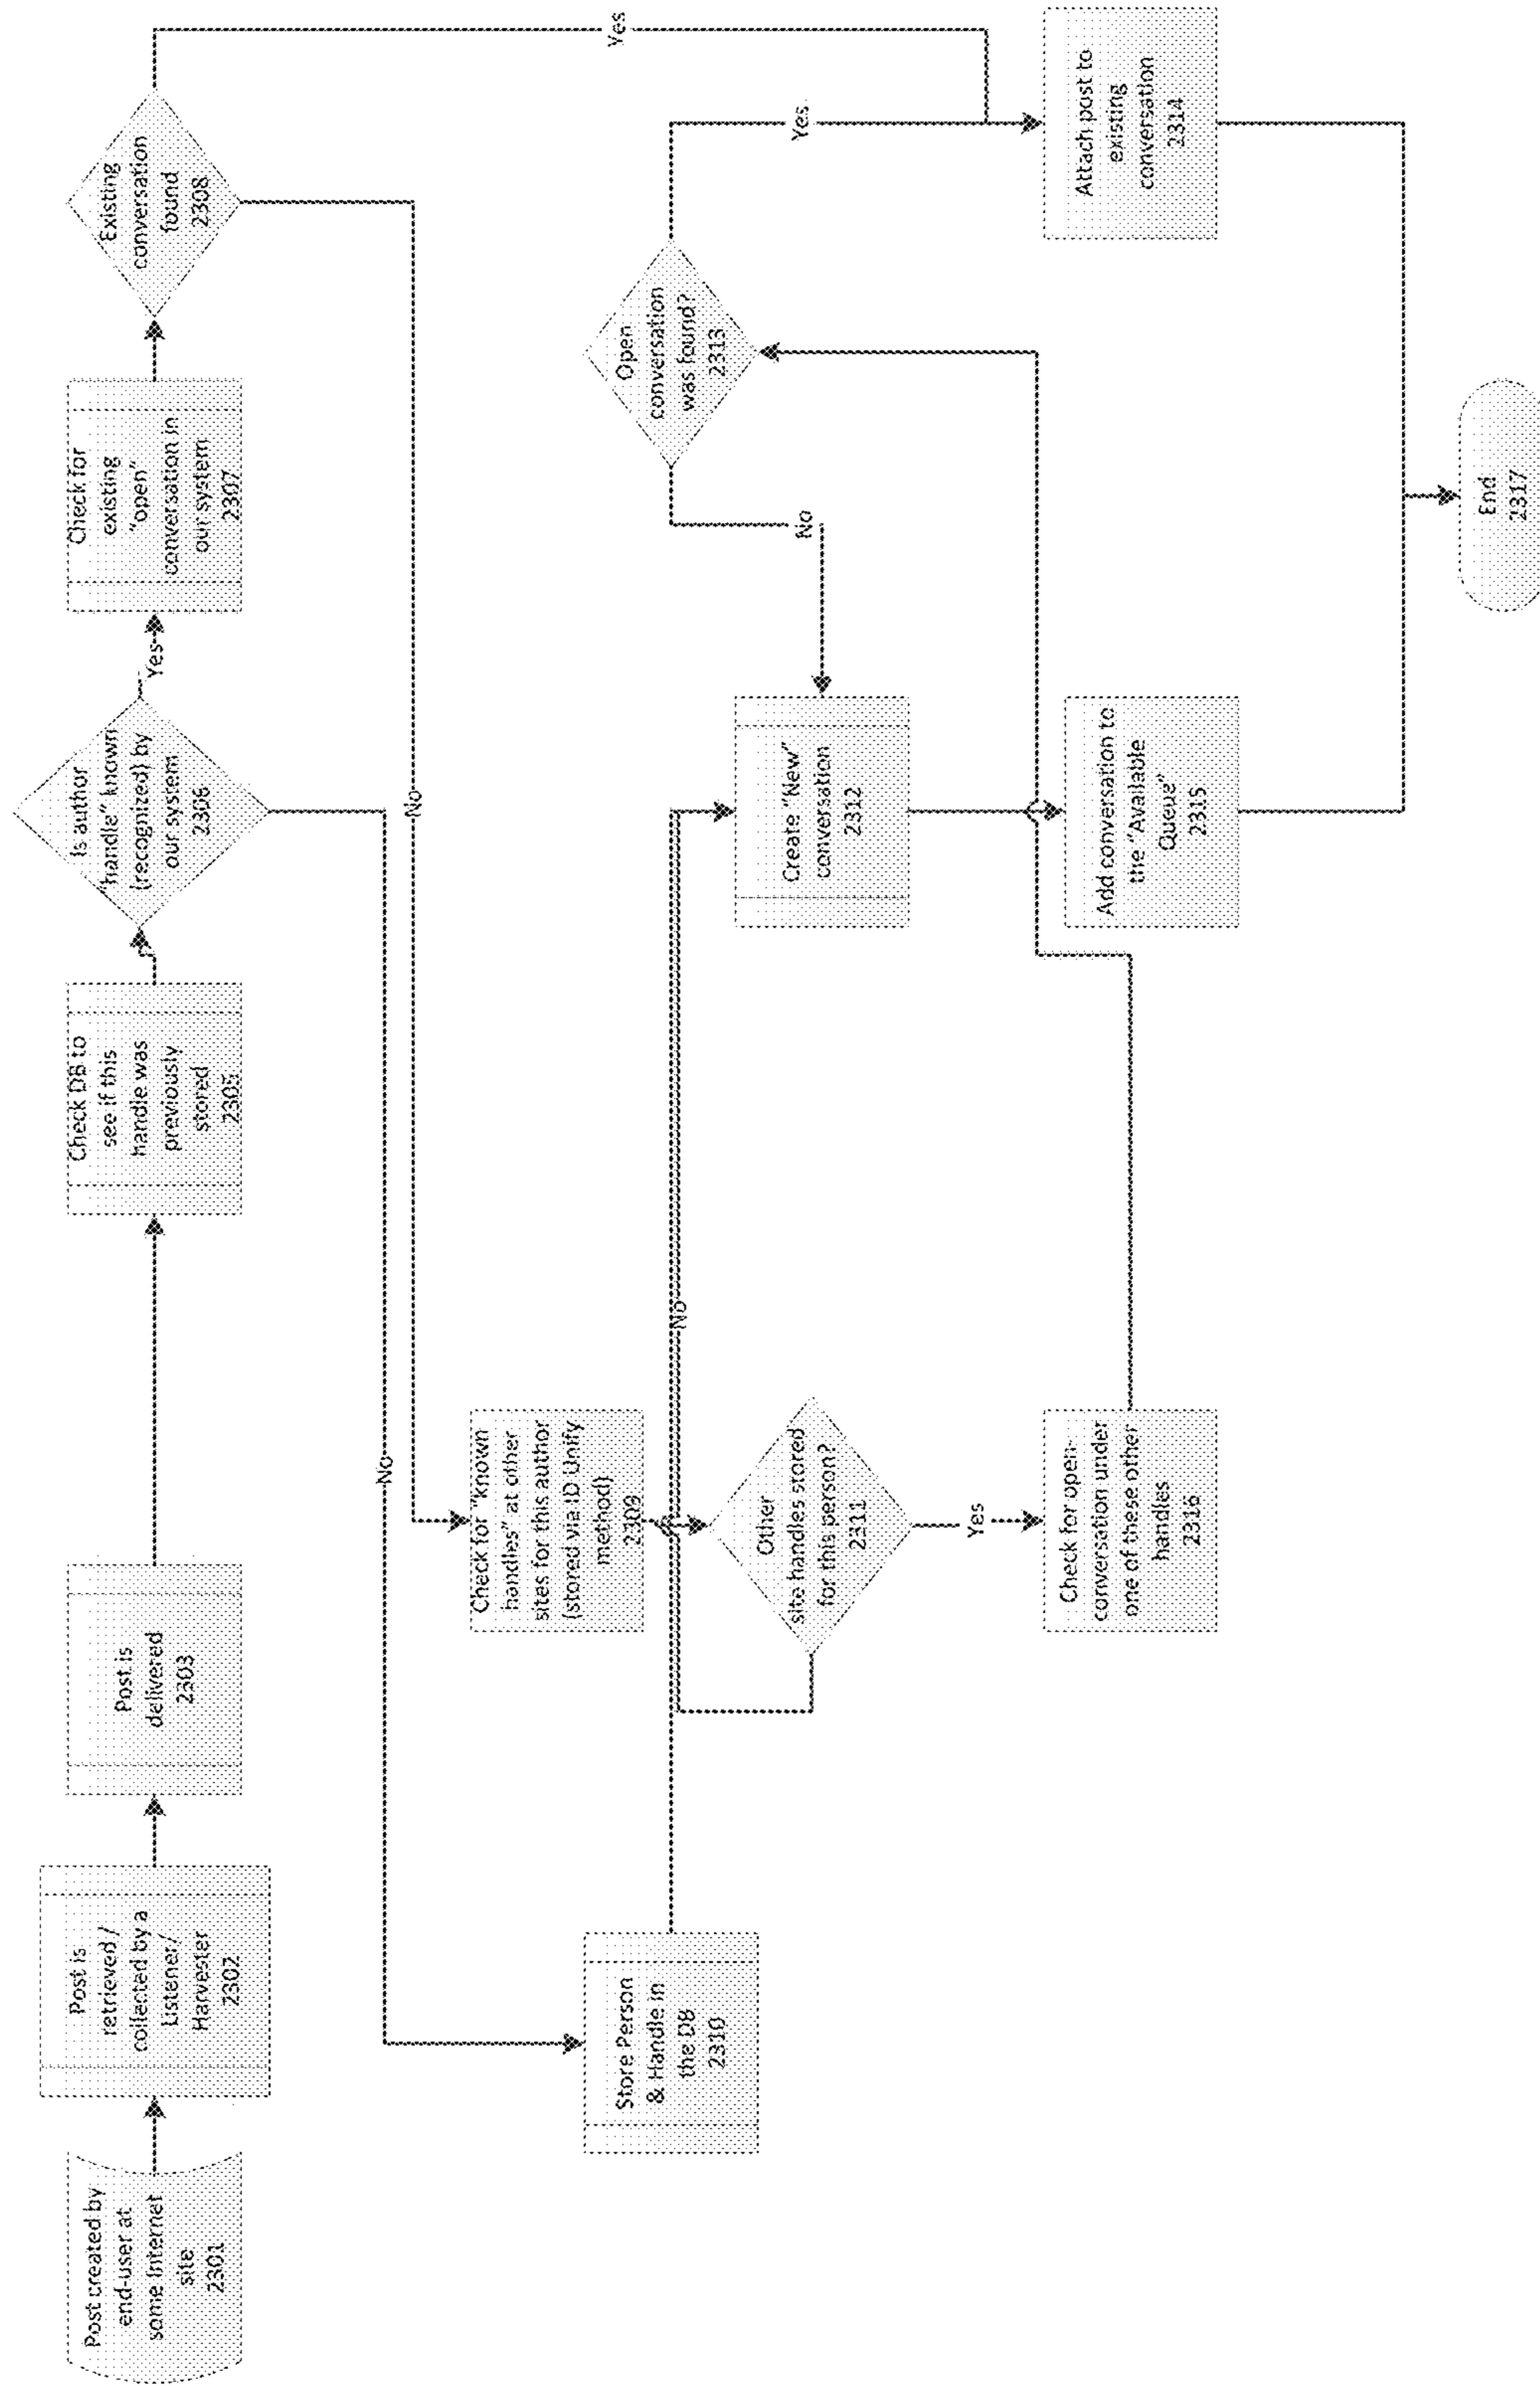 Post created by
end-user at
some Internet
site
2301
Post is
retrieved /
collected by a
Listener/
Harvester
2302
Post is
delivered
2303
Check DB to
see if this
handle was
previously
stored
2305
Is author
"handle" known
(recognized) by
our system
2306
Yes
Check for
existing
"open"
conversation in
our system
2307
Existing
conversation
found
2308
Yes
No
No
Store Person
& Handle in
the DB
2310
Check for "known
handles" at other
sites for this author
(stored via ID Unify
method)
2309
No
Other
site handles stored
for this person?
2311
Yes
Check for open-
conversation under
one of these other
handles
2316
Create "New"
conversation
2312
No
Open
conversation
was found?
2313
Yes
Add conversation to
the "Available
Queue"
2315
Attach post to
existing
conversation
2314
End
2317